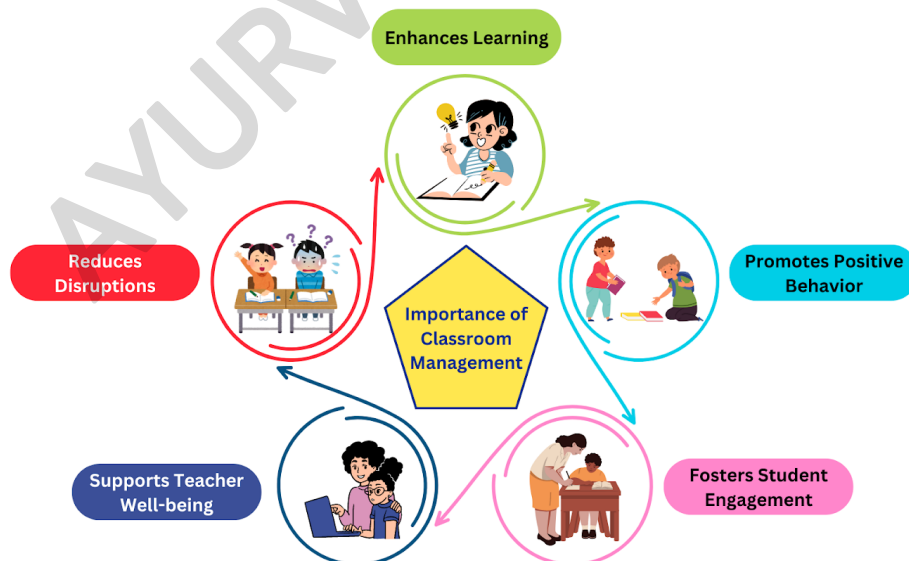 Enhances Learning
AYURV
Reduces
Disruptions
Promotes Positive
Behavior
Importance of
Classroom
Management
Supports Teacher
Well-being
Fosters Student
Engagement
? ? ?